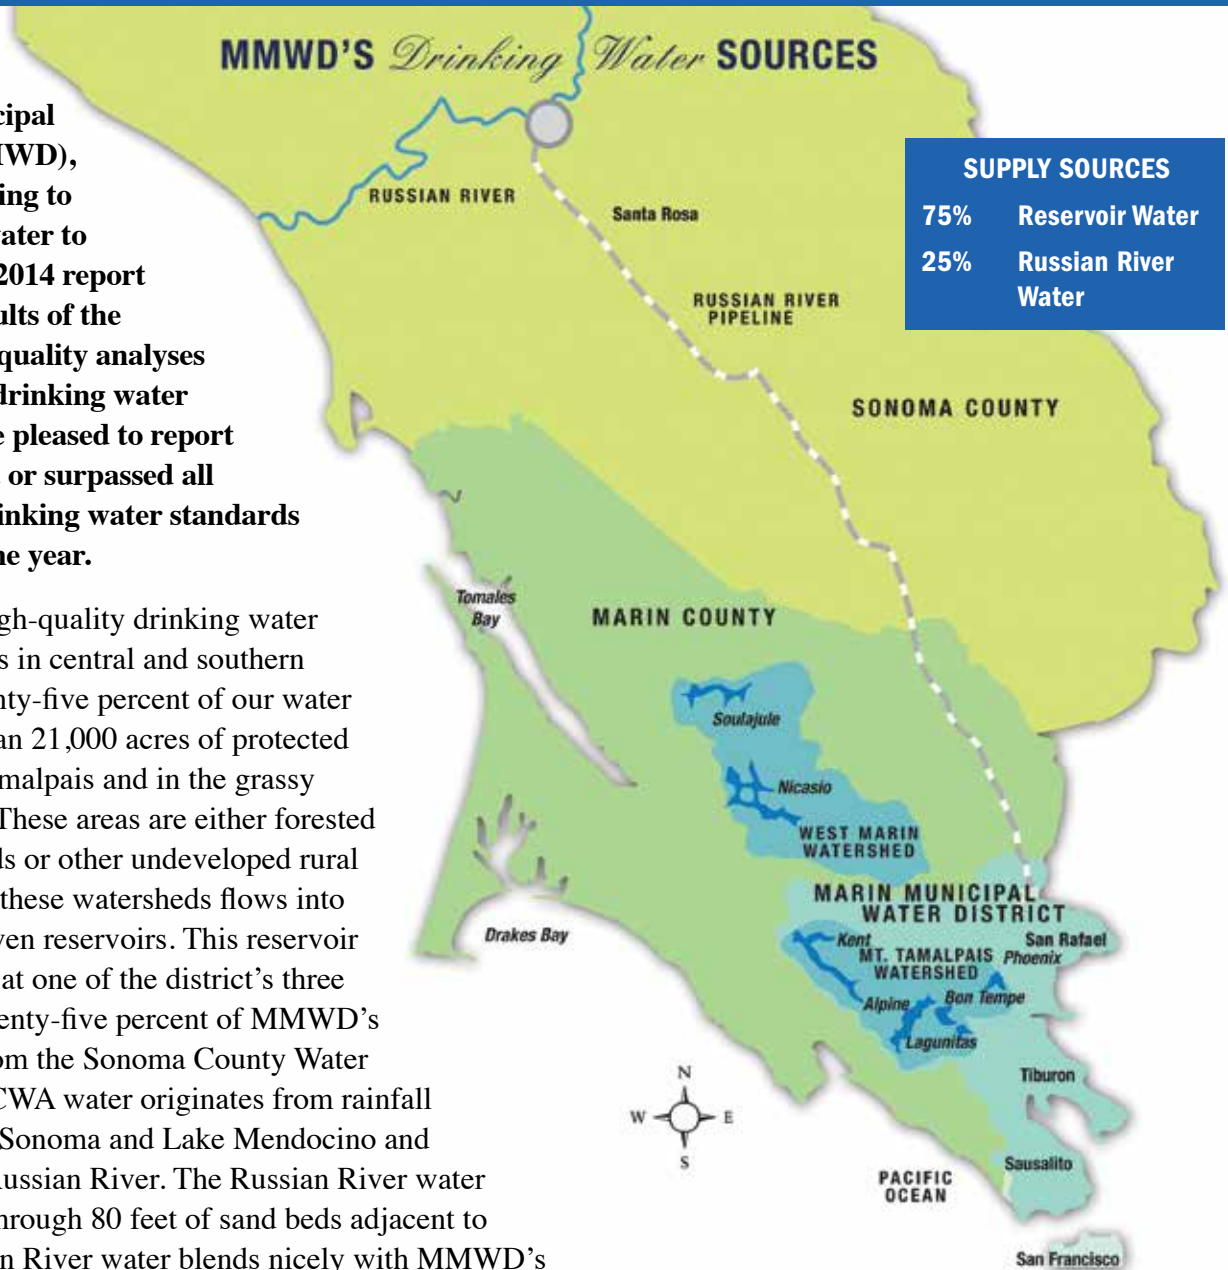 MMWD'S Drinking Water SOURCES
cipal
IWD),
ing to
ater to
2014 report
ults of the
quality analyses
drinking water
e pleased to report
or surpassed all
inking water standards
ne year.
gh-quality drinking water
s in central and southern
nty-five percent of our water
an 21,000 acres of protected
malpais and in the grassy
These areas are either forested
ds or other undeveloped rural
these watersheds flows into
ven reservoirs. This reservoir
at one of the district's three
enty-five percent of MMWD's
om the Sonoma County Water
CWA water originates from rainfall
Sonoma and Lake Mendocino and
Russian River. The Russian River water
hrough 80 feet of sand beds adjacent to
n River water blends nicely with MMWD's
SUPPLY SOURCES
75% Reservoir Water
25% Russian River
Water
RUSSIAN RIVER
Santa Rosa
RUSSIAN RIVER
PIPELINE
SONOMA COUNTY
Tomales
Bay
MARIN COUNTY
Soulajule
Nicasio
WEST MARIN
WATERSHED
MARIN MUNICIPAL
WATER DISTRICT
Kent
San Rafael
MT. TAMALPAIS
WATERSHED
Phoenix
Alpine
Bon Tempe
Lagunitas
Drakes Bay
Tiburon
N
W E
S
Sausalito
PACIFIC
OCEAN
San Francisco